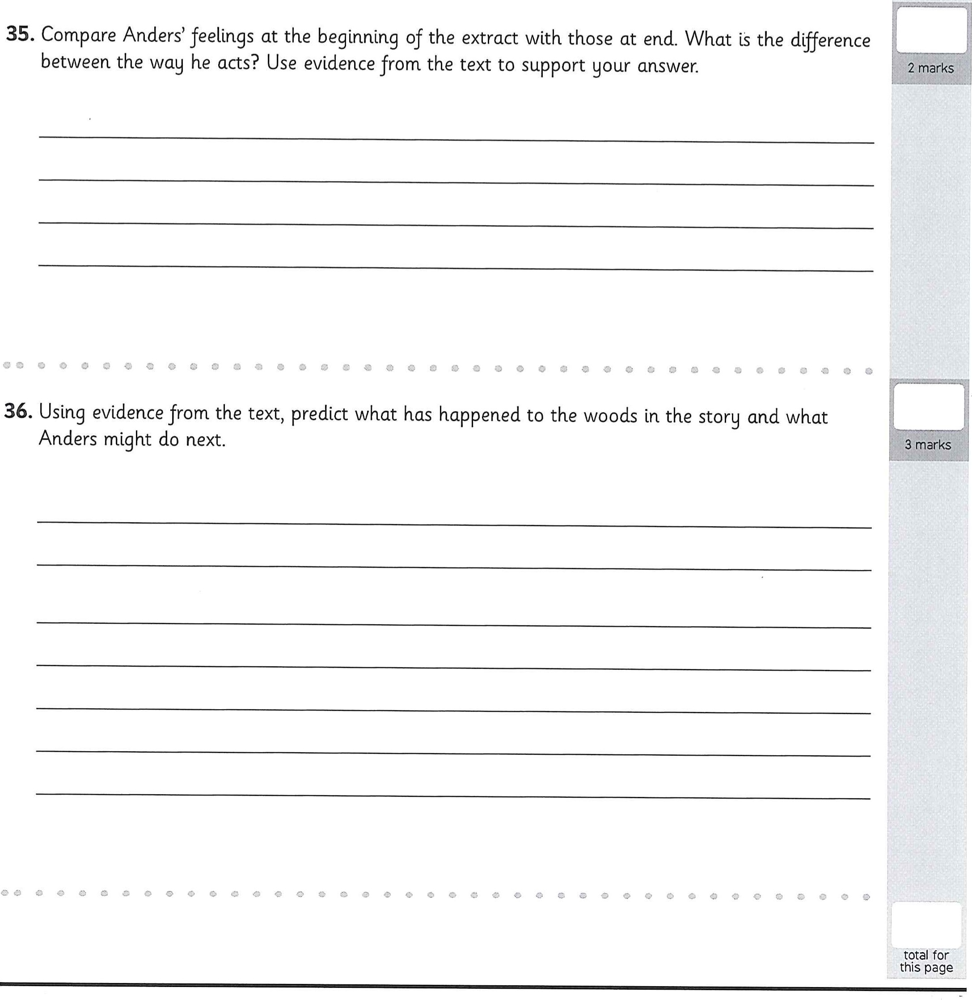 35. Compare Anders' feelings at the beginning of the extract with those at end. What is the difference
between the way he acts? Use evidence from the text to support your answer.
2 marks
36. Using evidence from the text, predict what has happened to the woods in the story and what
Anders might do next.
3 marks
total for
this page